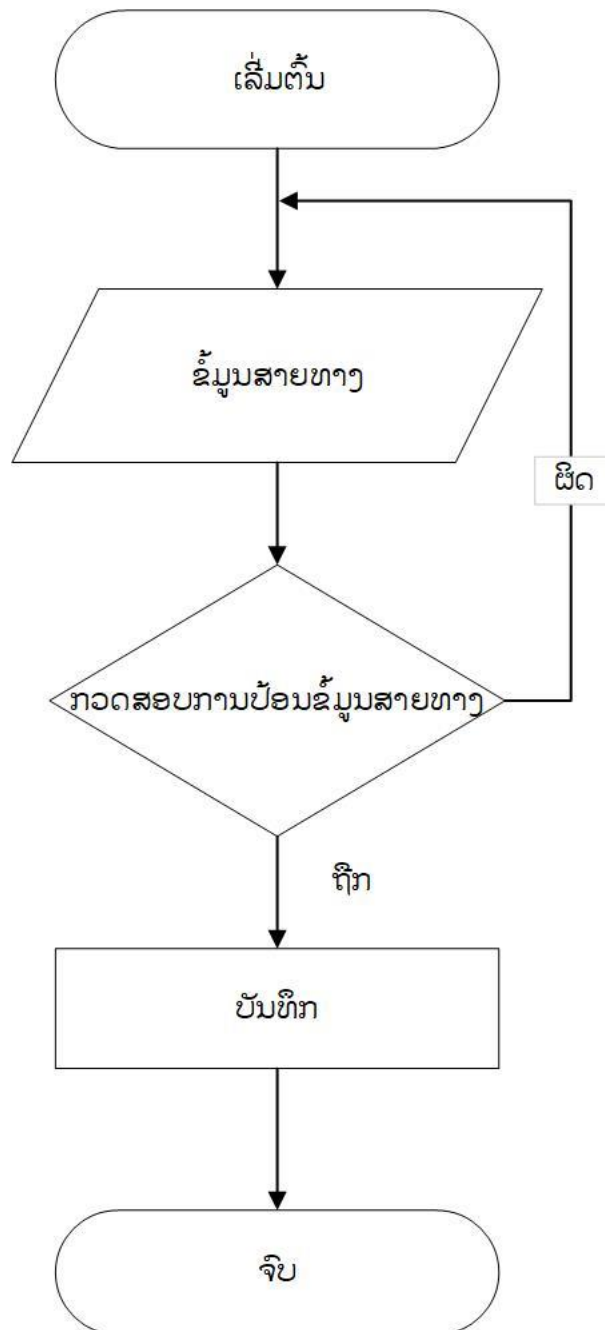 ເລີ່ມຕົ້ນ
ຂໍ້ມູນສາຍທາງ
ຜິດ
ກວດສອບການປ້ອນຂໍ້ມູນສາຍທາງ
ຖືກ
ບັນທຶກ
ຈົບ